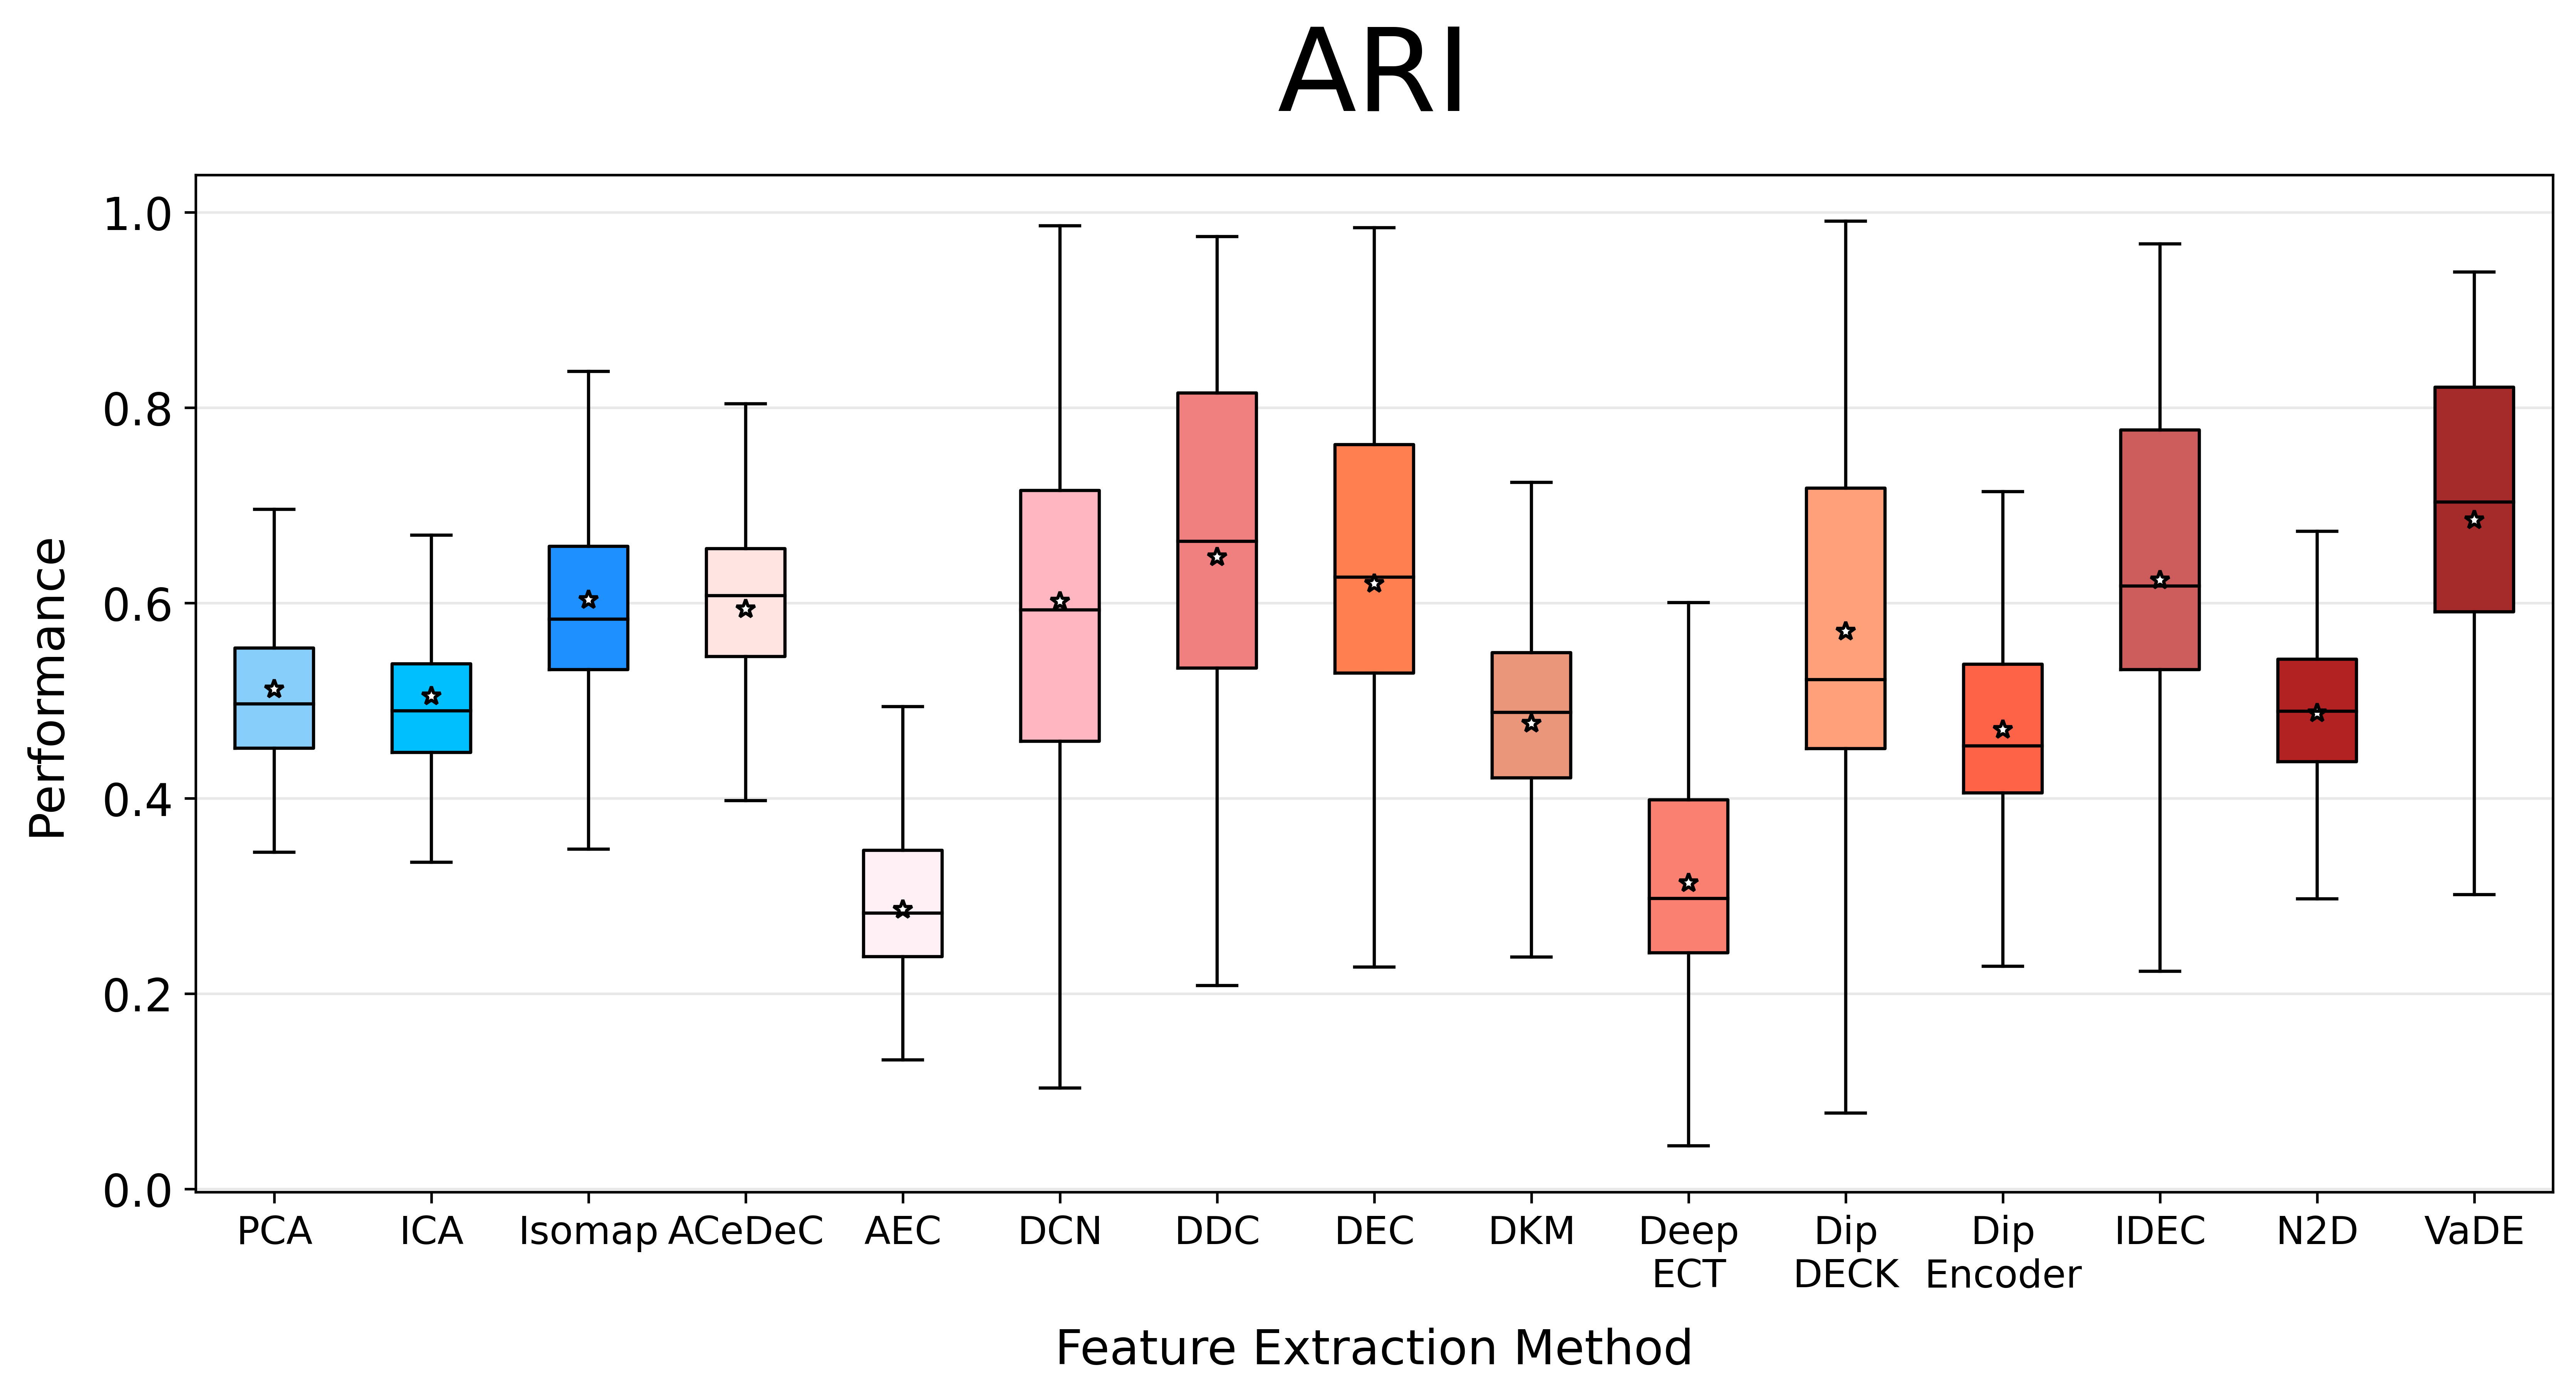 ARI
Performance
1.0
0.8
0.6
0.4
0.2
0.0
PCA ICA Isomap ACeDeC AEC DCN DDC DEC DKM Deep Dip Dip IDEC N2D VaDE
ECT DECK Encoder
Feature Extraction Method